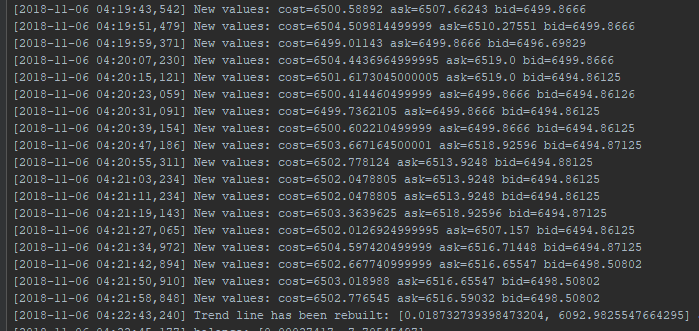 [2018-11-06 04:19:43,542] New values: cost=6500.58892 ask=6507.66243 bid=6499.8666
[2018-11-06 04:19:51,479] New values: cost=6504.509814499999 ask=6510.27551 bid=6499.8666
[2018-11-06 04:19:59,371] New values: cost=6499.01143 ask=6499.8666 bid=6496.69829
[2018-11-06 04:20:07,230] New values: cost=6504.4436964999995 ask=6519.0 bid=6499.8666
[2018-11-06 04:20:15,121] New values: cost=6501.6173045000005 ask=6519.0 bid=6494.86125
[2018-11-06 04:20:23,059] New values: cost=6500.414460499999 ask=6499.8666 bid=6494.86126
[2018-11-06 04:20:31,091] New values: cost=6499.7362105 ask=6499.8666 bid=6494.86125
[2018-11-06 04:20:39,154] New values: cost=6500.602210499999 ask=6499.8666 bid=6494.86125
[2018-11-06 04:20:47,186] New values: cost=6503.667164500001 ask=6518.92596 bid=6494.87125
[2018-11-06 04:20:55,311] New values: cost=6502.778124 ask=6513.9248 bid=6494.88125
[2018-11-06 04:21:03,234] New values: cost=6502.0478805 ask=6513.9248 bid=6494.86125
[2018-11-06 04:21:11,234] New values: cost=6502.0478805 ask=6513.9248 bid=6494.86125
[2018-11-06 04:21:19,143] New values: cost=6503.3639625 ask=6518.92596 bid=6494.87125
[2018-11-06 04:21:27,065] New values: cost=6502.0126924999995 ask=6507.157 bid=6494.86125
[2018-11-06 04:21:34,972] New values: cost=6504.597420499999 ask=6516.71448 bid=6494.87125
[2018-11-06 04:21:42,894] New values: cost=6502.667740999999 ask=6516.65547 bid=6498.50802
[2018-11-06 04:21:50,910] New values: cost=6503.018988 ask=6516.65547 bid=6498.50802
[2018-11-06 04:21:58,848] New values: cost=6502.776545 ask=6516.59032 bid=6498.50802
[2018-11-06 04:22:43,240] Trend line has been rebuilt: [0.018732739398473204, 6092.9825547664295]